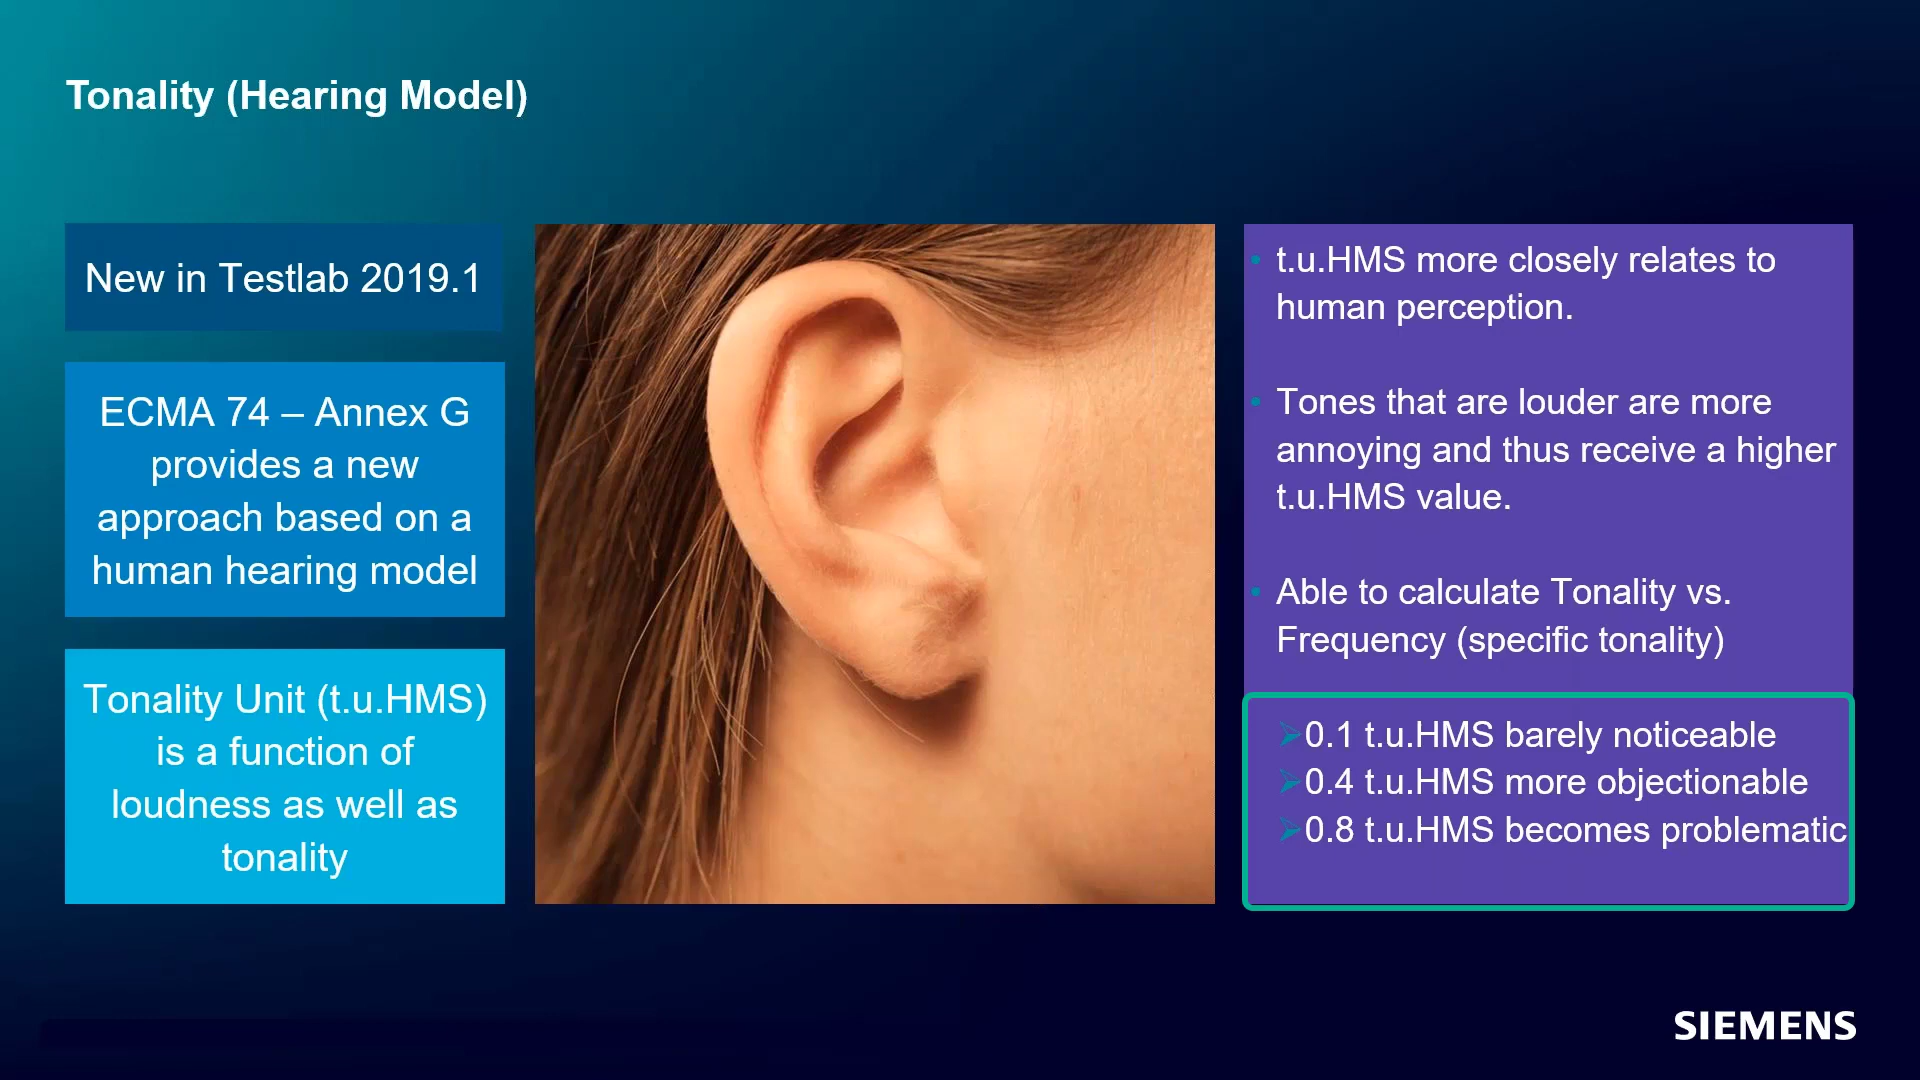 Tonality (Hearing Model)
New in Testlab 2019.1
ECMA 74 – Annex G
provides a new
approach based on a
human hearing model
Tonality Unit (t.u.HMS)
is a function of
loudness as well as
tonality
• t.u.HMS more closely relates to
human perception.
• Tones that are louder are more
annoying and thus receive a higher
t.u.HMS value.
• Able to calculate Tonality vs.
Frequency (specific tonality)
➢0.1 t.u.HMS barely noticeable
➢0.4 t.u.HMS more objectionable
➢0.8 t.u.HMS becomes problematic
SIEMENS